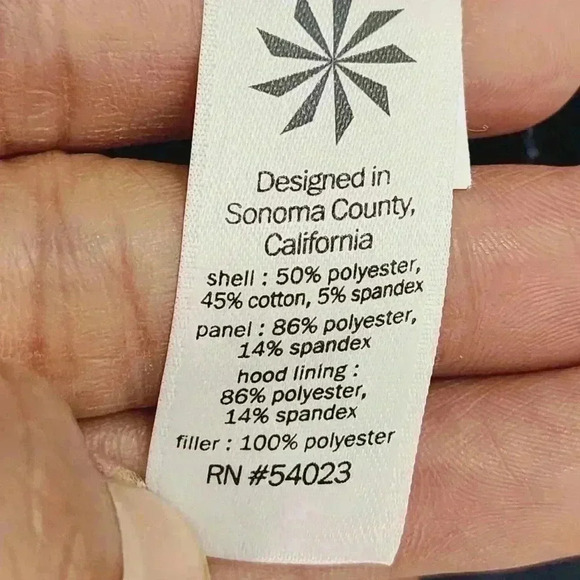 Designed in
Sonoma County,
California
shell : 50% polyester,
45% cotton, 5% spandex
panel : 86% polyester,
14% spandex
hood lining :
86% polyester,
14% spandex
filler : 100% polyester
RN #54023